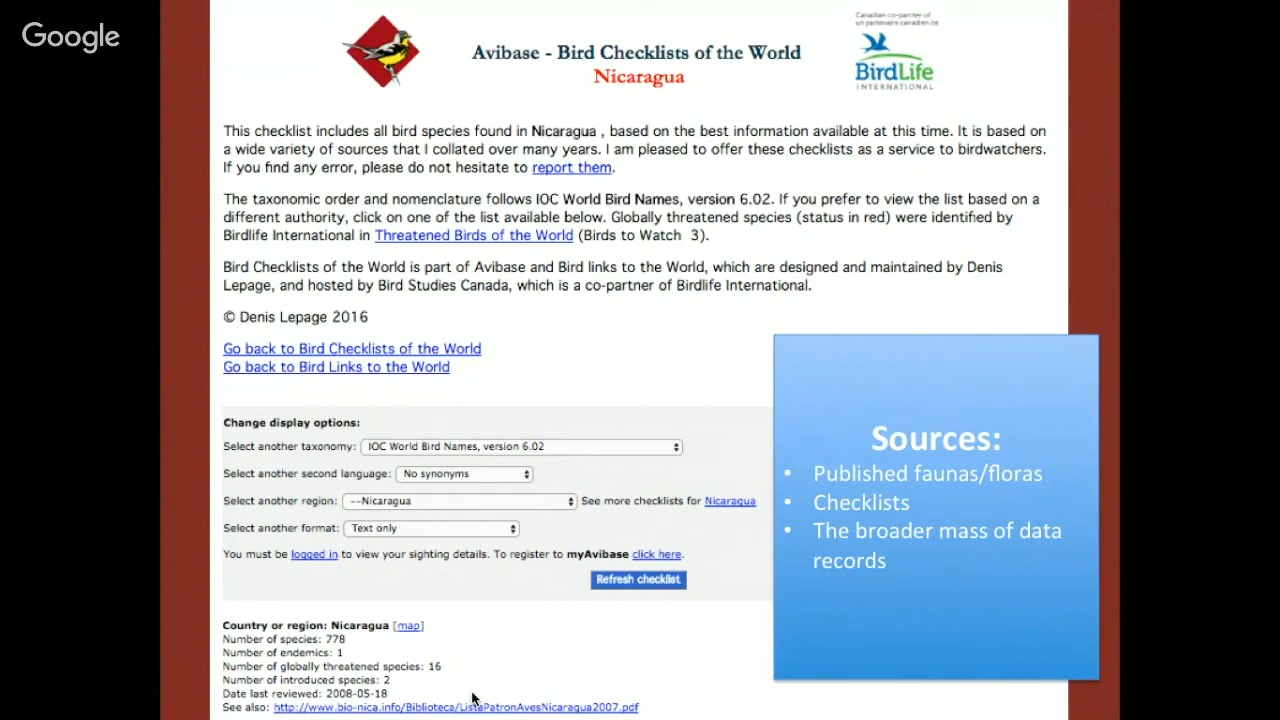 Google
Canadian co-partner of
un partenaire canadien de
BirdLife
INTERNATIONAL
Avibase - Bird Checklists of the World
Nicaragua
This checklist includes all bird species found in Nicaragua , based on the best information available at this time. It is based on
a wide variety of sources that I collated over many years. I am pleased to offer these checklists as a service to birdwatchers.
If you find any error, please do not hesitate to report them.
The taxonomic order and nomenclature follows IOC World Bird Names, version 6.02. If you prefer to view the list based on a
different authority, click on one of the list available below. Globally threatened species (status in red) were identified by
Birdlife International in Threatened Birds of the World (Birds to Watch 3).
Bird Checklists of the World is part of Avibase and Bird links to the World, which are designed and maintained by Denis
Lepage, and hosted by Bird Studies Canada, which is a co-partner of Birdlife International.
© Denis Lepage 2016
Go back to Bird Checklists of the World
Go back to Bird Links to the World
Change display options:
Select another taxonomy: IOC World Bird Names, version 6.02
Select another second language: No synonyms
Select another region: --Nicaragua See more checklists for Nicaragua
Select another format: Text only
You must be logged in to view your sighting details. To register to myAvibase click here.
Refresh checklist
Country or region: Nicaragua [map]
Number of species: 778
Number of endemics: 1
Number of globally threatened species: 16
Number of introduced species: 2
Date last reviewed: 2008-05-18
See also: http://www.bio-nica.info/Biblioteca/ListaPatronAvesNicaragua2007.pdf
Sources:
• Published faunas/floras
• Checklists
• The broader mass of data
records